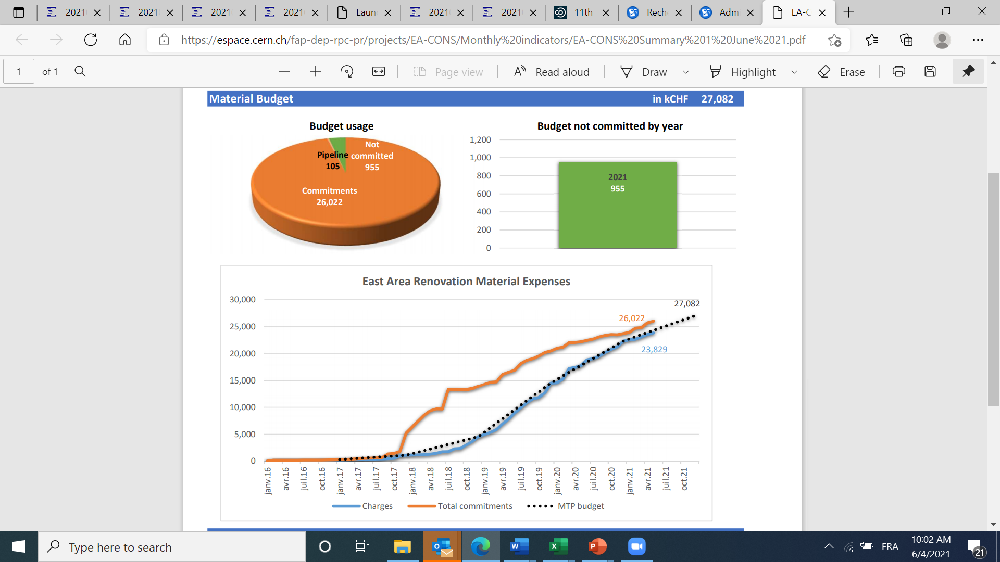 2021
2021
2021
2021
Laun
2021
2021
11th
Rech
Adm
EA-C
https://espace.cern.ch/fap-dep-rpc-pr/projects/EA-CONS/Monthly%20indicators/EA-CONS%20Summary%201%20June%2021.pdf
1 of 1
Page view
Read aloud
Draw
Highlight
Erase
Material Budget in kCHF 27,082
Budget usage
Not
Pipeline committed
105 955
Commitments
26,022
Budget not committed by year
1,200
1,000
800
600
400
200
0
2021
955
East Area Renovation Material Expenses
30,000
25,000
20,000
15,000
10,000
5,000
0
27,082
26,022
23,829
janv.16
avr.16
juil.16
oct.16
janv.17
avr.17
juil.17
oct.17
janv.18
avr.18
juil.18
oct.18
janv.19
avr.19
juil.19
oct.19
janv.20
avr.20
juil.20
oct.20
janv.21
avr.21
juil.21
oct.21
Charges Total commitments MTP budget
Type here to search
FRA
10:02 AM
6/4/2021
21